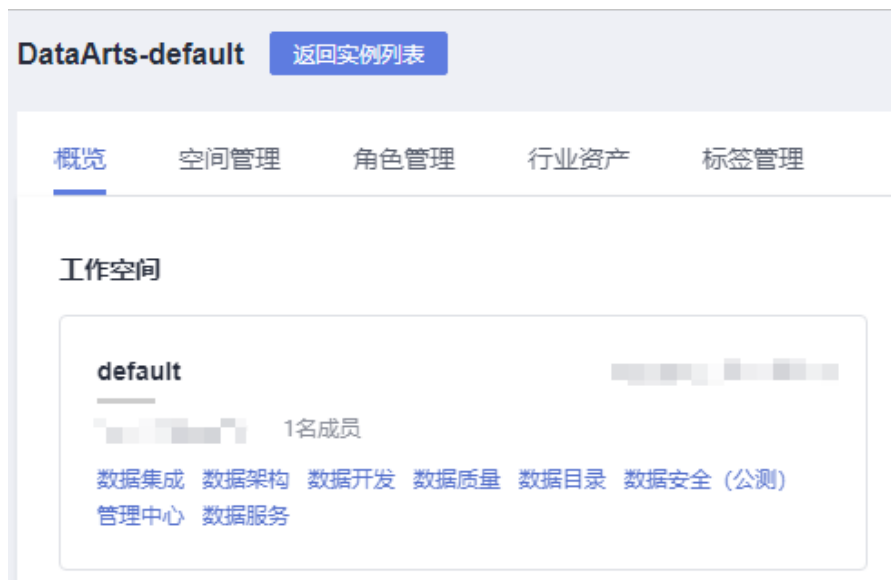 DataArts-default 返回实例列表
概览 空间管理 角色管理 行业资产 标签管理
工作空间
default
1名成员
数据集成 数据架构 数据开发 数据质量 数据目录 数据安全（公测）
管理中心 数据服务